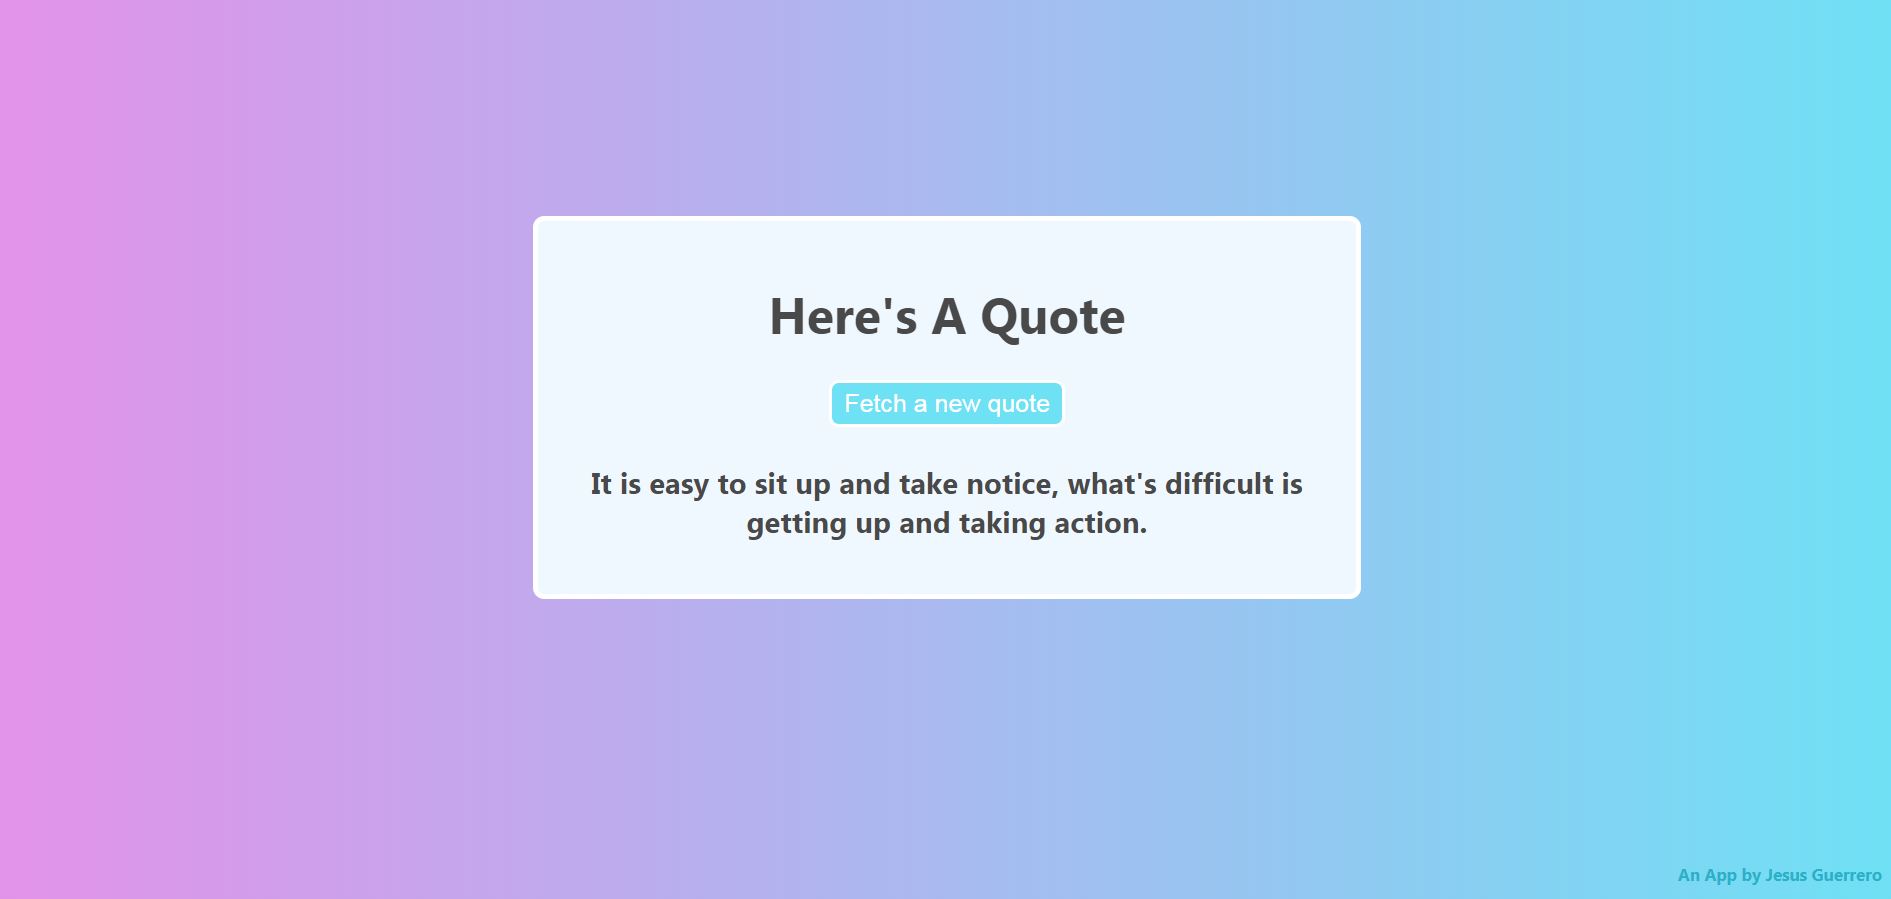 Here's A Quote
Fetch a new quote
It is easy to sit up and take notice, what's difficult is
getting up and taking action.
An App by Jesus Guerrero